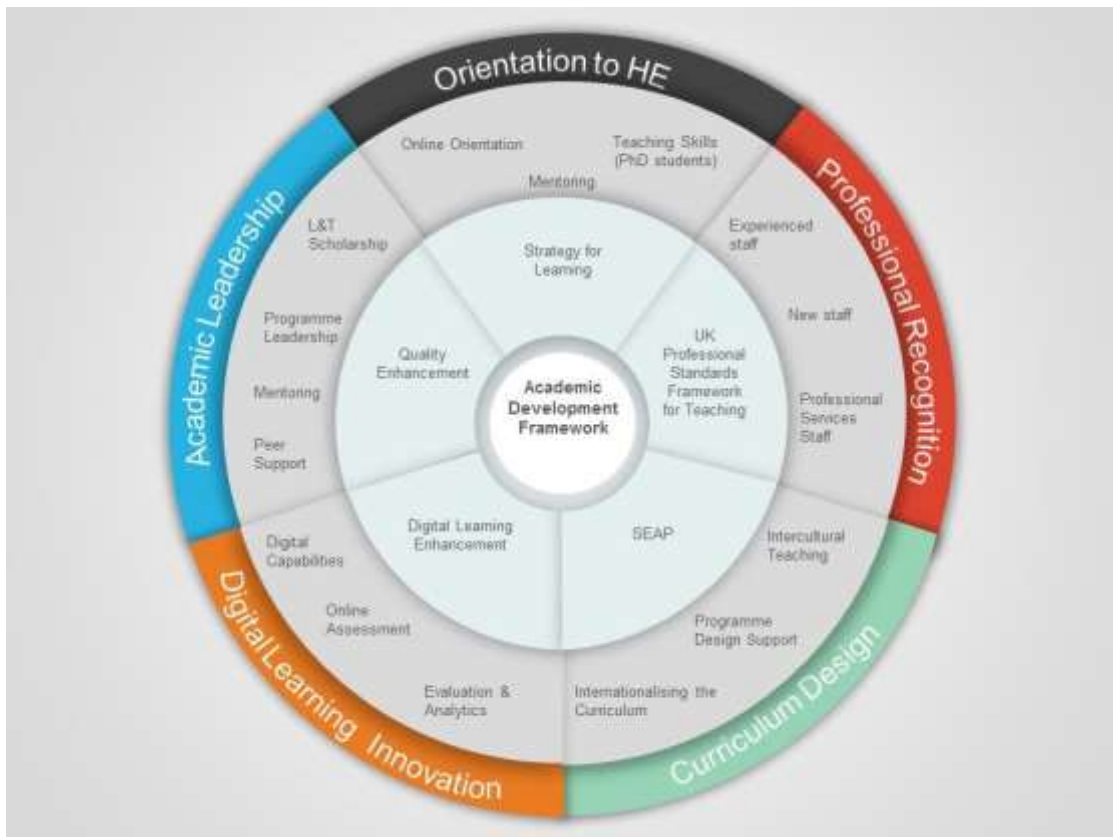 Orientation to HE
Online Orientation
Teaching Skills
(PhD students)
Mentoring
Professional Recognition
Experienced
staff
New staff
Professional
Services
Staff
Curriculum Design
Intercultural
Teaching
Programme
Design Support
Internationalising the
Curriculum
Digital Learning Innovation
Evaluation &
Analytics
Online
Assessment
Digital
Capabilities
Academic Leadership
L&T
Scholarship
Programme
Leadership
Mentoring
Peer
Support
Strategy for
Learning
UK
Professional
Standards
Framework
for Teaching
SEAP
Digital Learning
Enhancement
Quality
Enhancement
Academic
Development
Framework